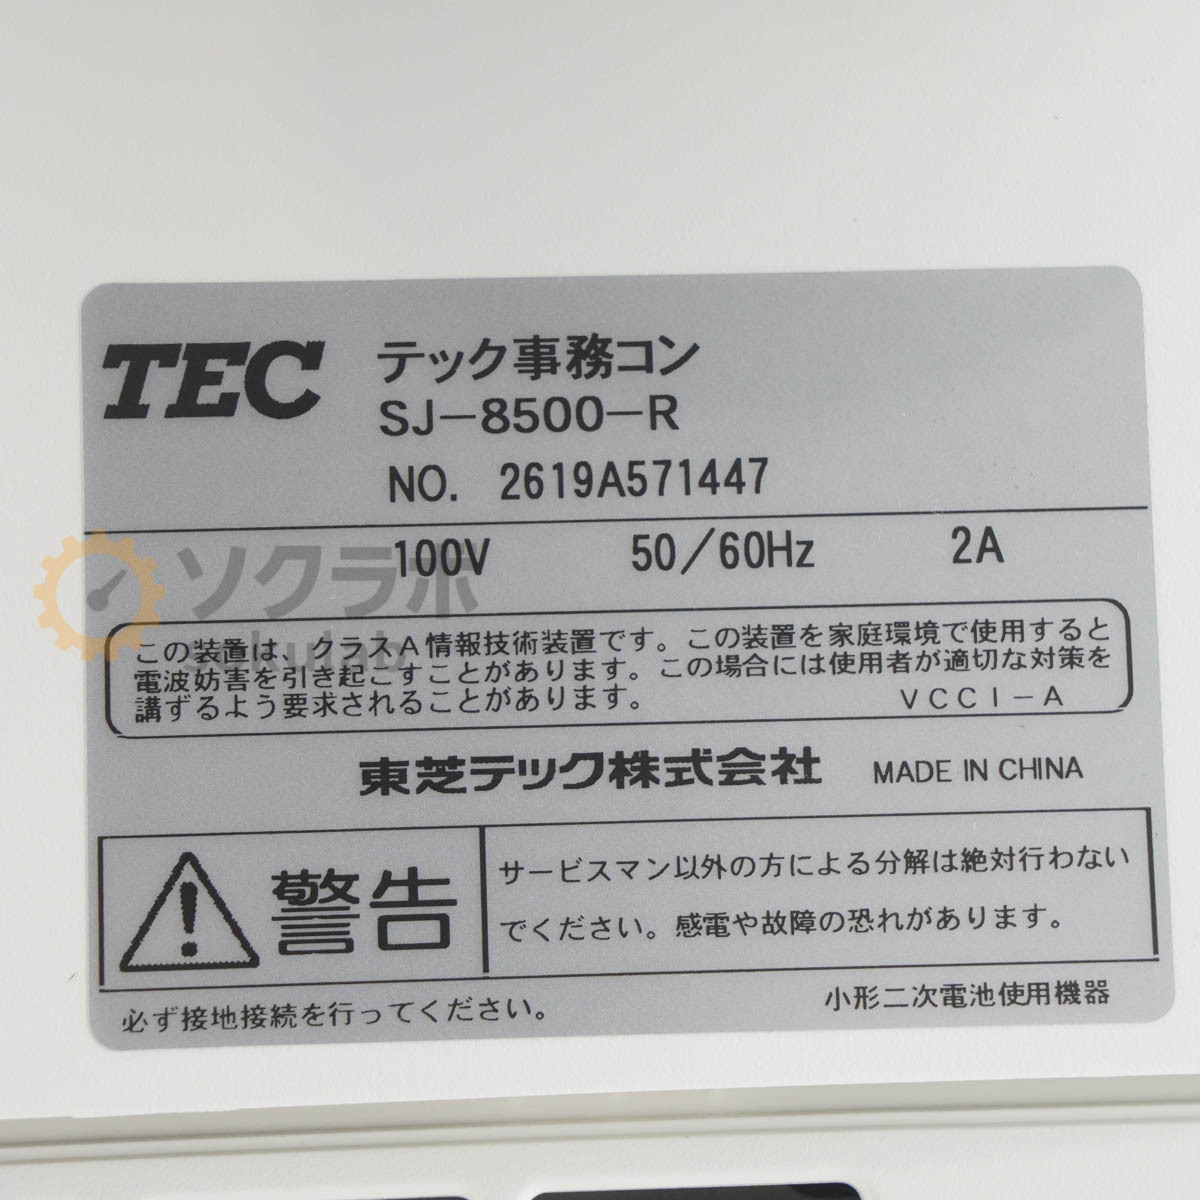 TEC テック事務コン
SJ-8500-R
NO. 2619A571447
100V 50/60Hz 2A
ソクラボ
sokulab
この装置は、クラスA情報技術装置です。この装置を家庭環境で使用すると
電波妨害を引き起こすことがあります。この場合には使用者が適切な対策を
講ずるよう要求されることがあります。 VCCI-A
東芝テック株式会社 MADE IN CHINA
警告
サービスマン以外の方による分解は絶対行わない
でください。感電や故障の恐れがあります。
必ず接地接続を行ってください。 小形二次電池使用機器